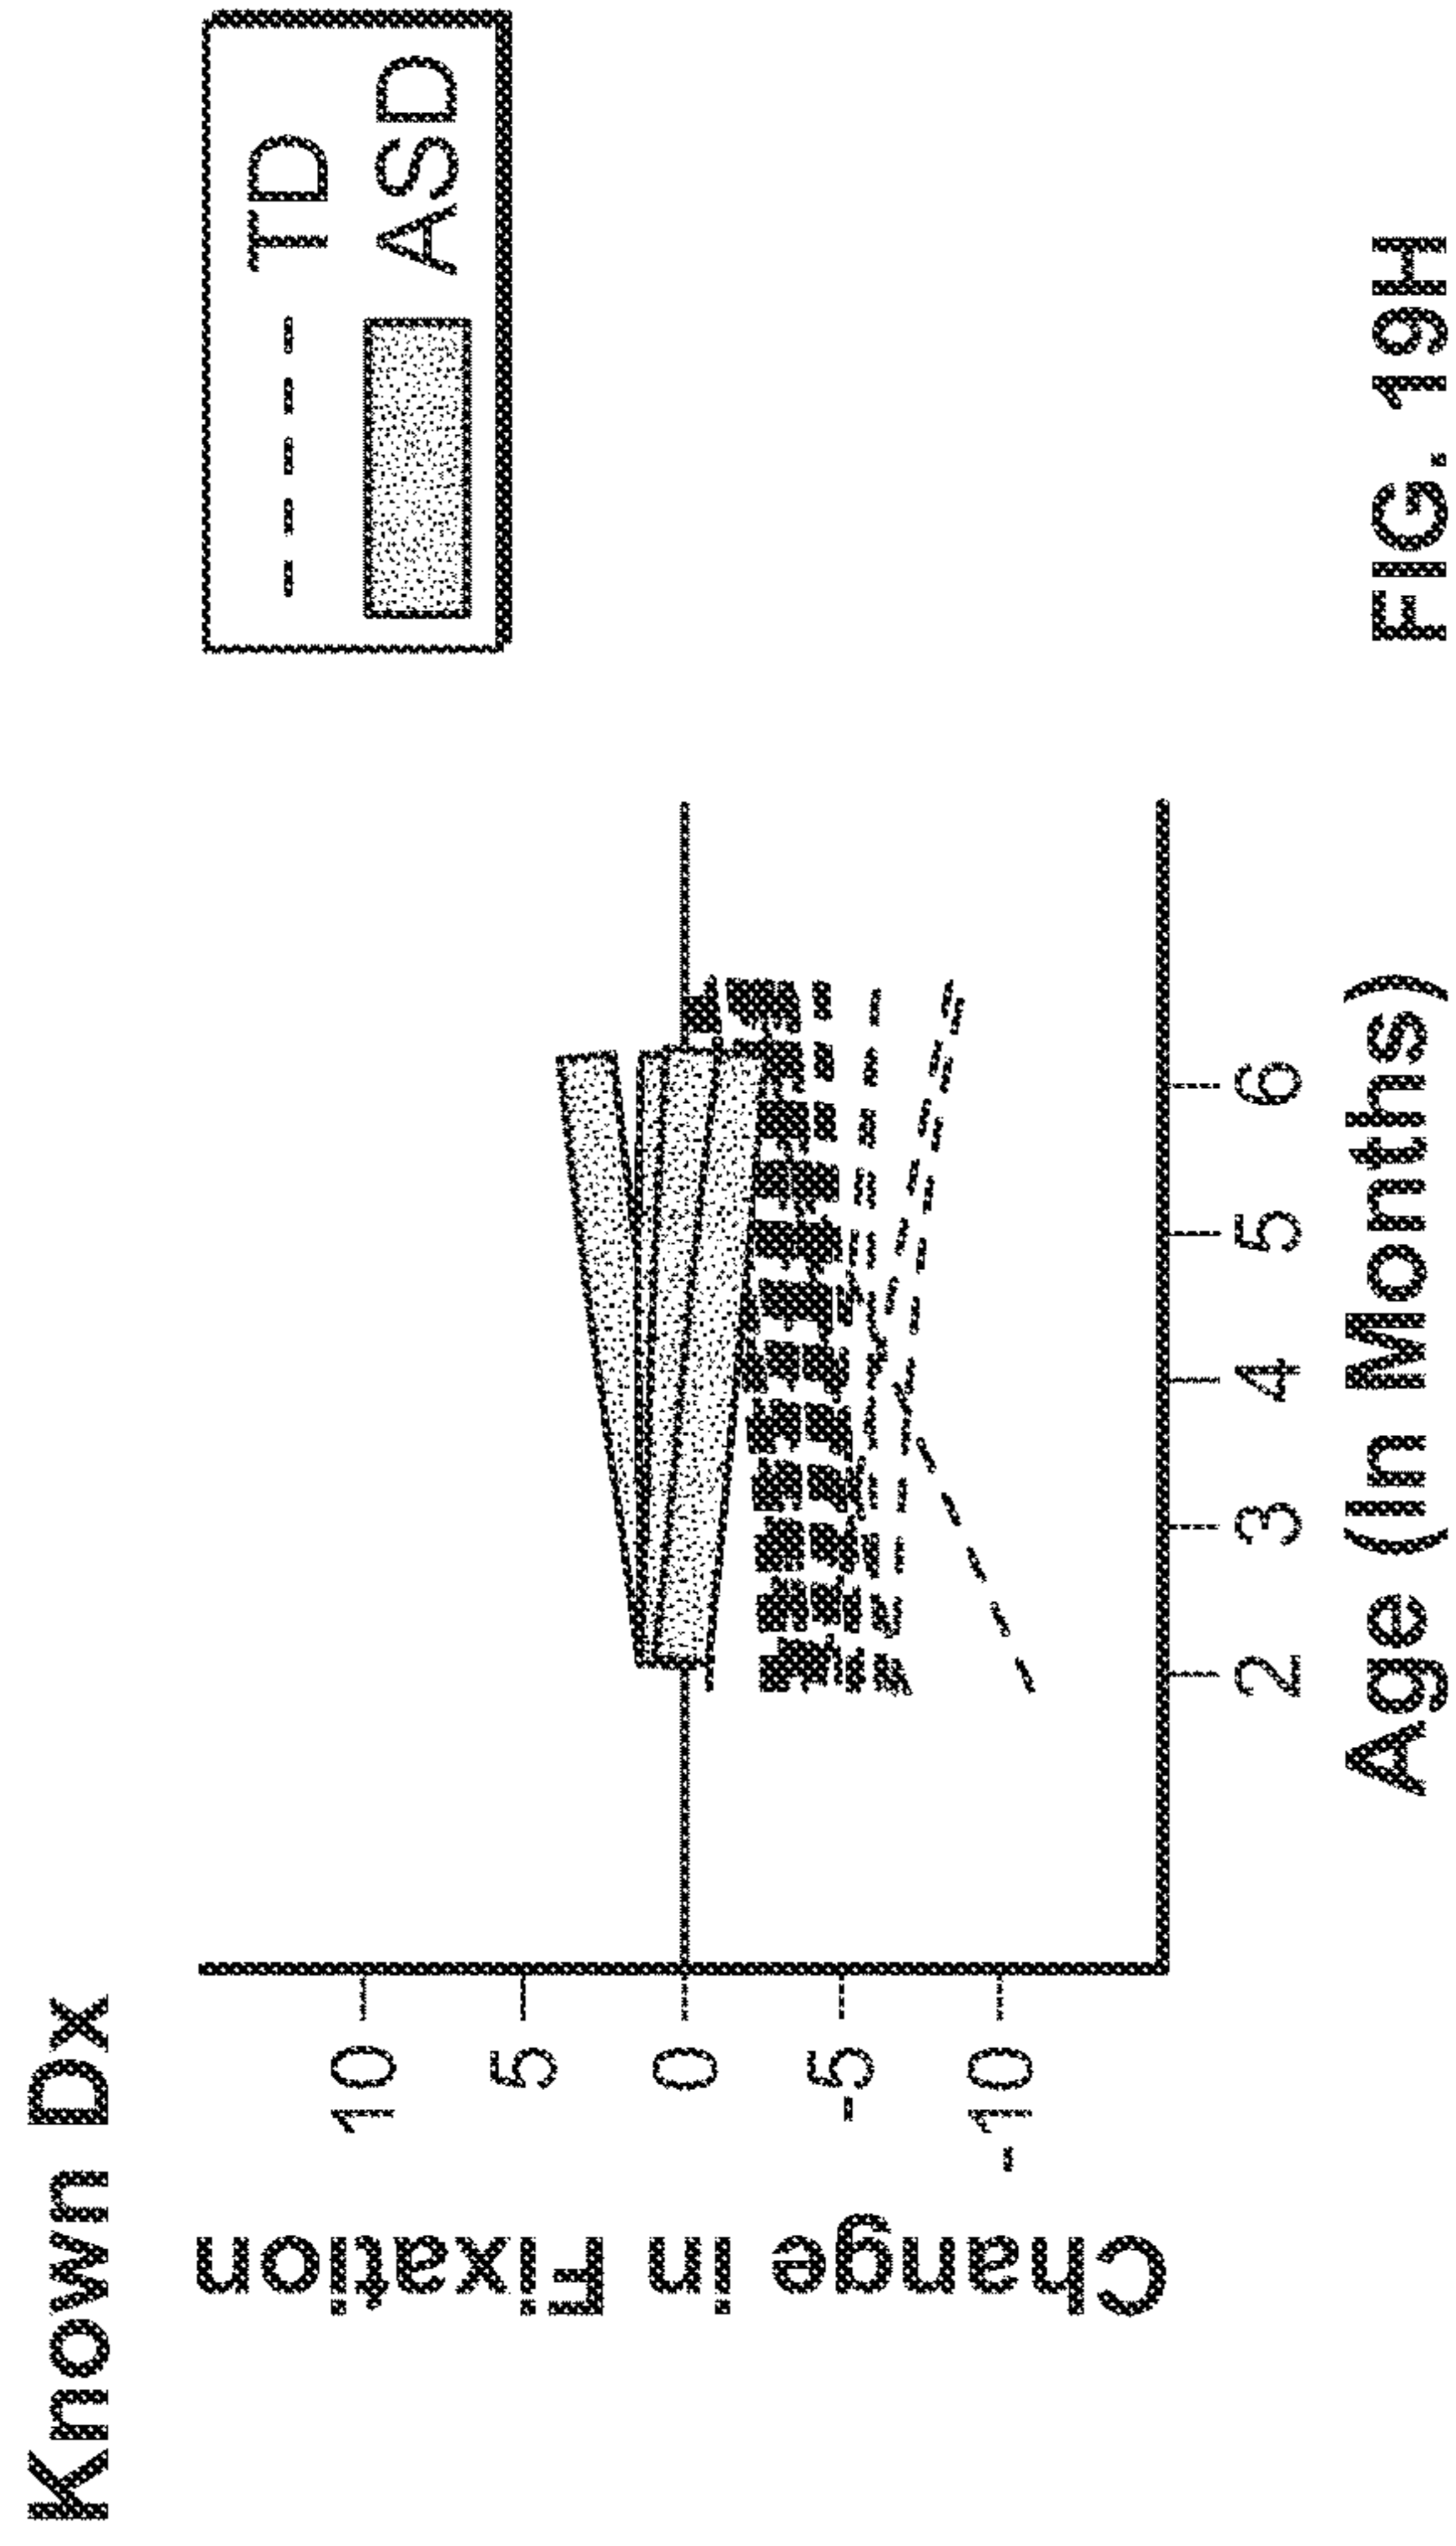 Known Dx
TD
ASD
Change in Fixation
10
5
0
-5
-10
2
3
4
5
6
Age (In Months)
FIG. 19H